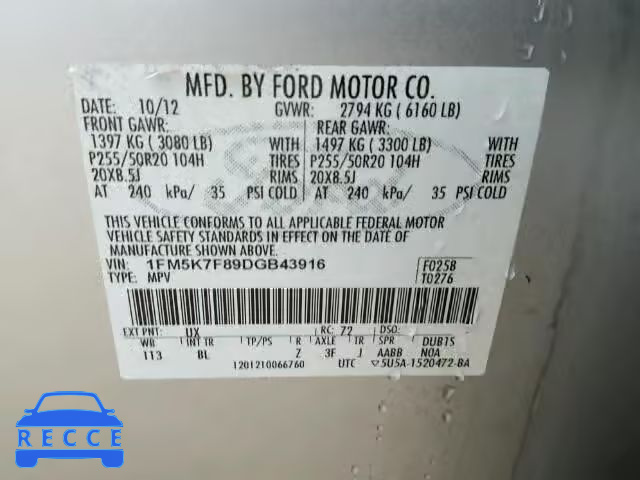 MFD. BY FORD MOTOR CO.
DATE: 10/12 GVWR: 2794 KG ( 6160 LB)
FRONT GAWR: REAR GAWR:
1397 KG ( 3080 LB) WITH 1497 KG ( 3300 LB) WITH
P255/50R20 104H TIRES P255/50R20 104H TIRES
20X8.5J RIMS 20X8.5J RIMS
AT 240 kPa/ 35 PSI COLD AT 240 kPa/ 35 PSI COLD
THIS VEHICLE CONFORMS TO ALL APPLICABLE FEDERAL MOTOR
VEHICLE SAFETY STANDARDS IN EFFECT ON THE DATE OF
MANUFACTURE SHOWN ABOVE.
VIN: 1FM5K7F89DGB43916 F0258
TYPE: MPV T0276
EXT PNT: UX RC: 72 DSO:
WB INT TR TP/PS R AXLE TR SPR DUB1S
113 BL Z 3F J AABB N0A
1201210066760 UTC ▽5U5A-1520472-BA
RECCE